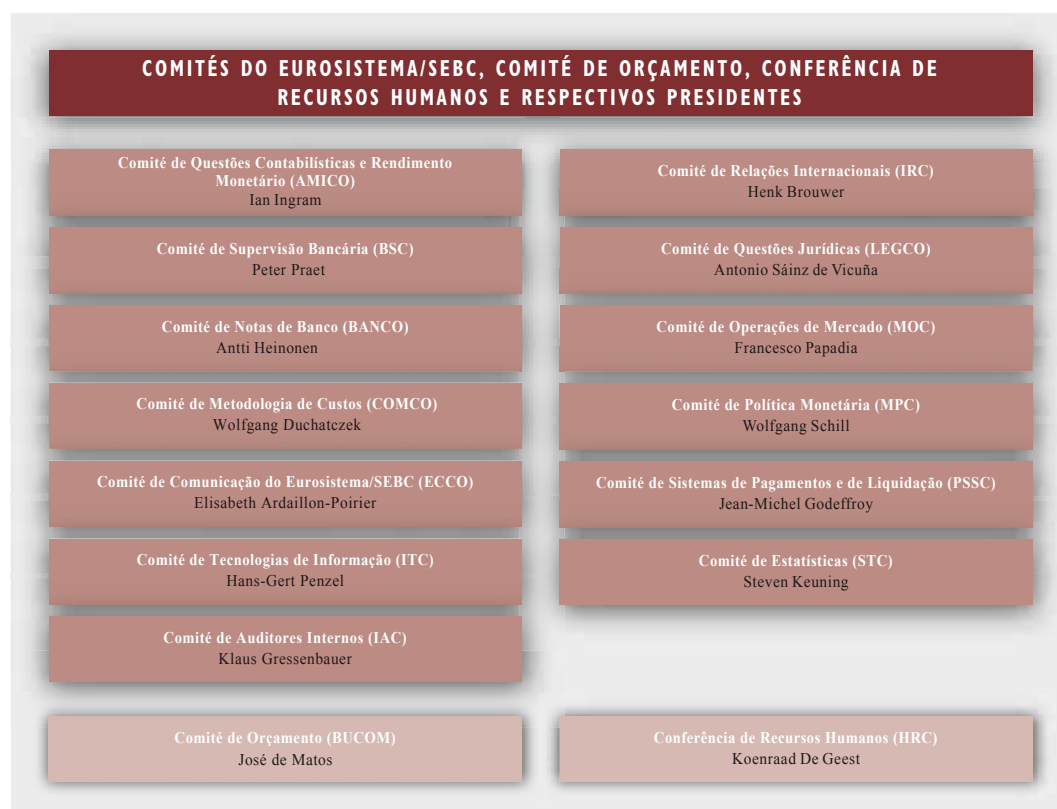 COMITÉS DO EUROSISTEMA/SEBC, COMITÉ DE ORÇAMENTO, CONFERÊNCIA DE
RECURSOS HUMANOS E RESPECTIVOS PRESIDENTES
Comité de Questões Contabilísticas e Rendimento
Monetário (AMICO)
Ian Ingram
Comité de Supervisão Bancária (BSC)
Peter Praet
Comité de Notas de Banco (BANCO)
Antti Heinonen
Comité de Metodologia de Custos (COMCO)
Wolfgang Duchatczek
Comité de Comunicação do Eurosistema/SEBC (ECCO)
Elisabeth Ardaillon-Poirier
Comité de Tecnologias de Informação (ITC)
Hans-Gert Penzel
Comité de Auditores Internos (IAC)
Klaus Gressenbauer
Comité de Relações Internacionais (IRC)
Henk Brouwer
Comité de Questões Jurídicas (LEGCO)
Antonio Sáinz de Vicuña
Comité de Operações de Mercado (MOC)
Francesco Papadia
Comité de Política Monetária (MPC)
Wolfgang Schill
Comité de Sistemas de Pagamentos e de Liquidação (PSSC)
Jean-Michel Godeffroy
Comité de Estatísticas (STC)
Steven Keuning
Comité de Orçamento (BUCOM)
José de Matos
Conferência de Recursos Humanos (HRC)
Koenraad De Geest